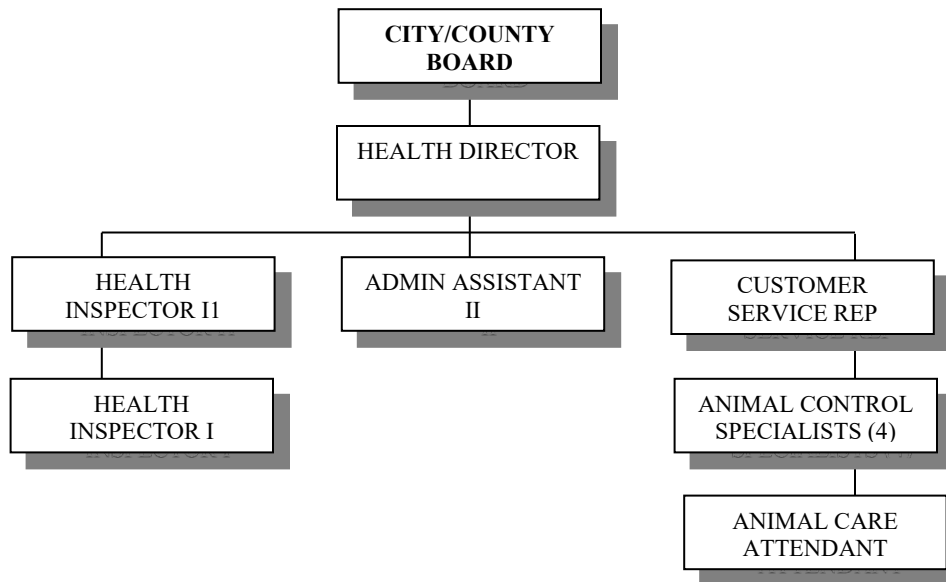 CITY/COUNTY
BOARD
HEALTH DIRECTOR
HEALTH
INSPECTOR I1
ADMIN ASSISTANT
II
CUSTOMER
SERVICE REP
HEALTH
INSPECTOR I
ANIMAL CONTROL
SPECIALISTS (4)
ANIMAL CARE
ATTENDANT